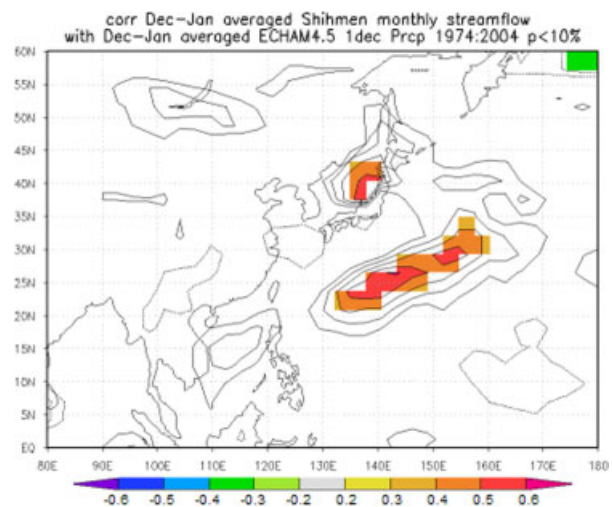 corr Dec-Jan averaged Shihmen monthly streamflow
with Dec-Jan averaged ECHAM4.5 1dec Prcp 1974:2004 p<10%
60N
55N
50N
45N
40N
35N
30N
25N
20N
15N
10N
5N
EQ
80E 90E 100E 110E 120E 130E 140E 150E 160E 170E 180
-0.6 -0.5 -0.4 -0.3 -0.2 0.2 0.3 0.4 0.5 0.6